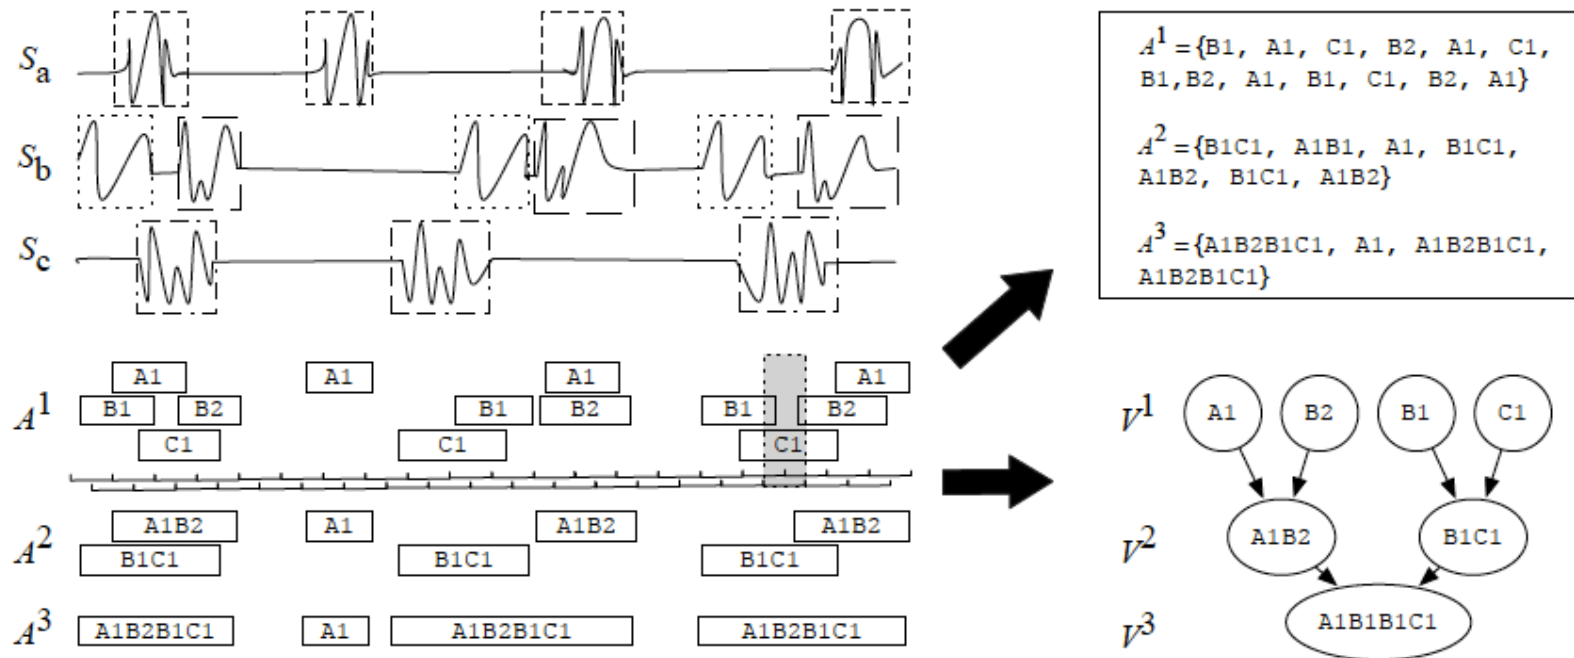 Sa
Sb
Sc
A1 = {B1, A1, C1, B2, A1, C1,
B1,B2, A1, B1, C1, B2, A1}
A2 = {B1C1, A1B1, A1, B1C1,
A1B2, B1C1, A1B2}
A3 = {A1B2B1C1, A1, A1B2B1C1,
A1B2B1C1}
A1
A1 A1 A1 A1
B1 B2 B1 B2 B1 B2
C1 C1 C1
A2
A1B2 A1 A1B2 A1B2
B1C1 B1C1 B1C1
A3
A1B2B1C1 A1 A1B2B1C1 A1B2B1C1
V1 A1 B2 B1 C1
V2 A1B2 B1C1
V3 A1B1B1C1